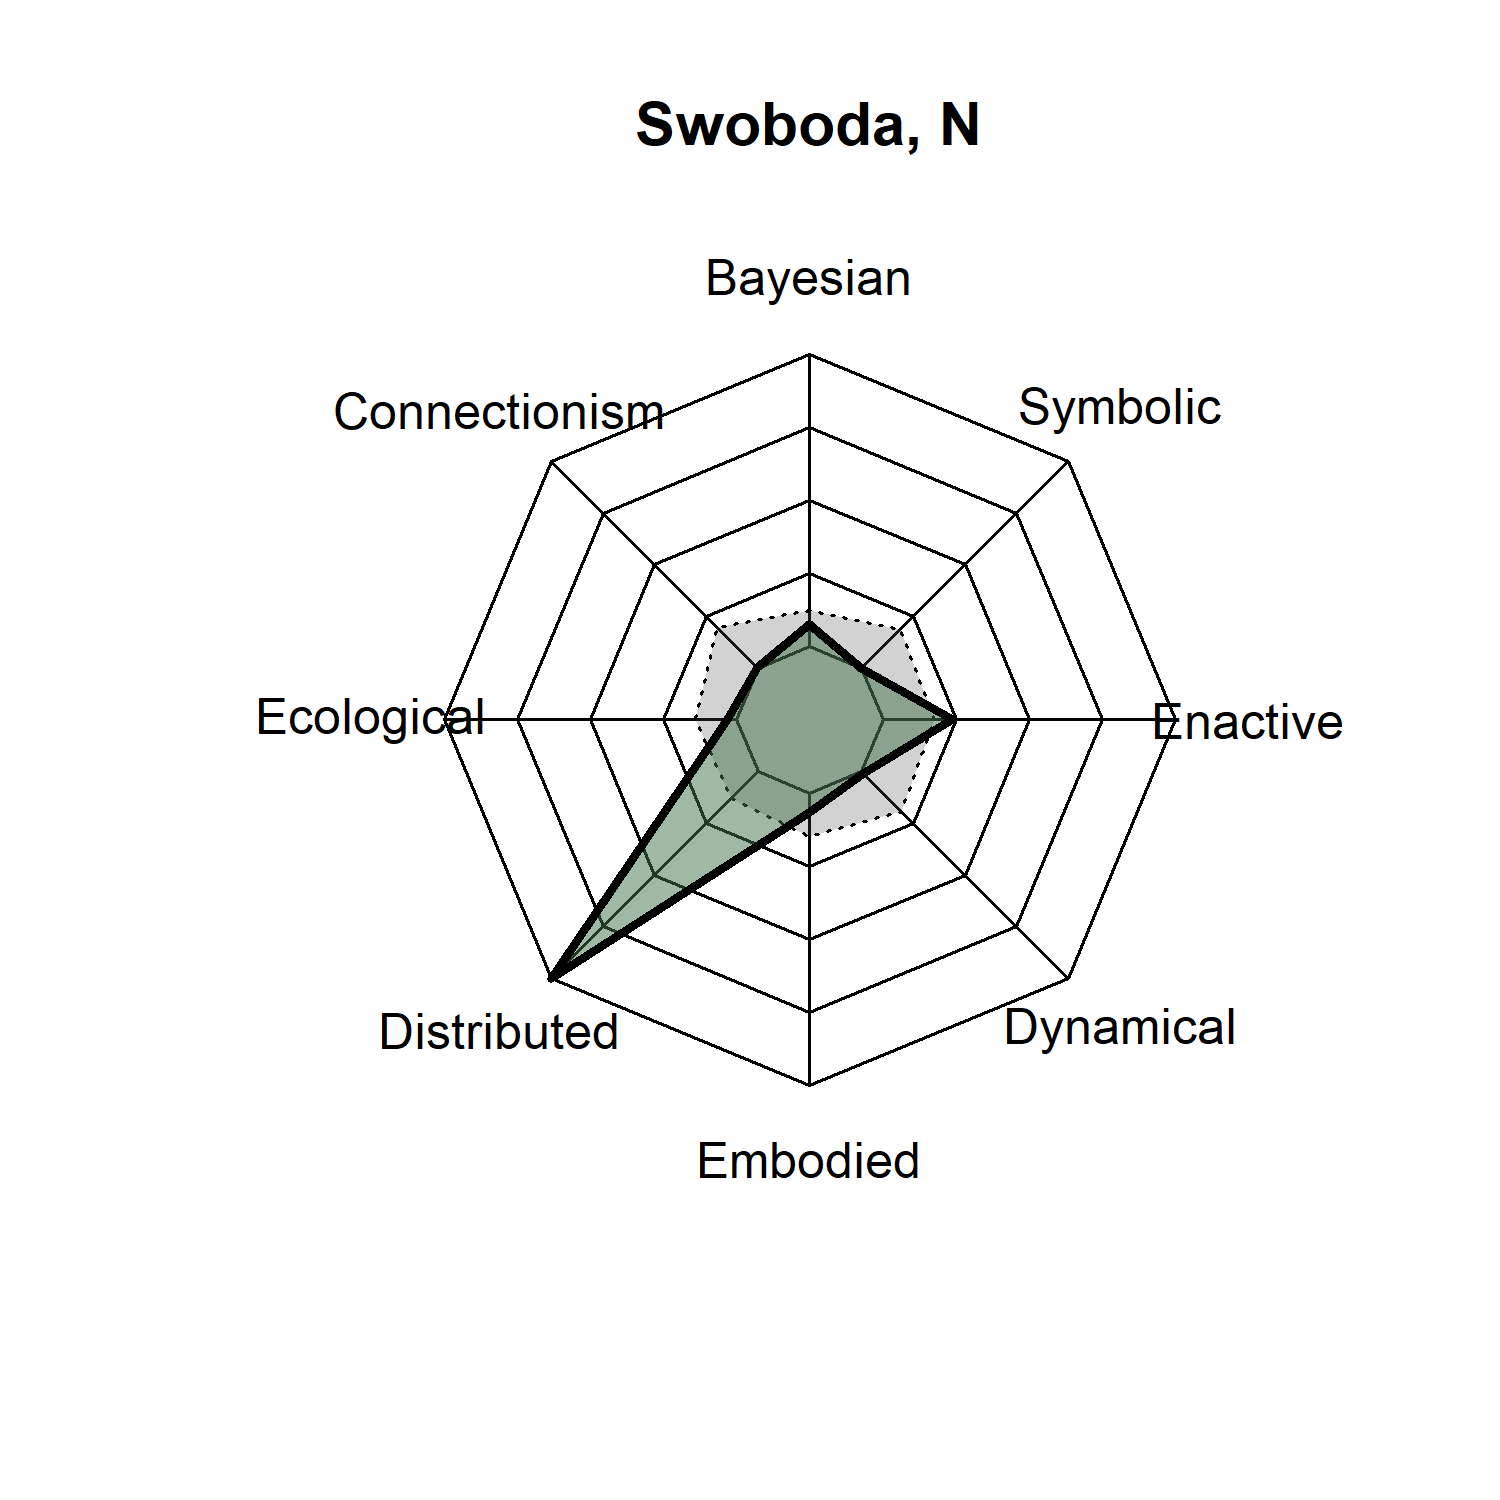 Swoboda, N
Bayesian
Connectionism
Symbolic
Ecological
Enactive
Distributed
Dynamical
Embodied